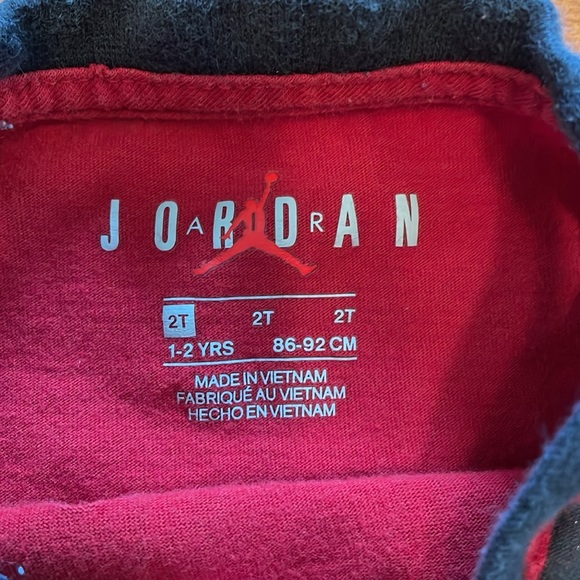 JORDAN
AIR
2T 2T 2T
1-2 YRS 86-92 CM
MADE IN VIETNAM
FABRIQUÉ AU VIETNAM
HECHO EN VIETNAM